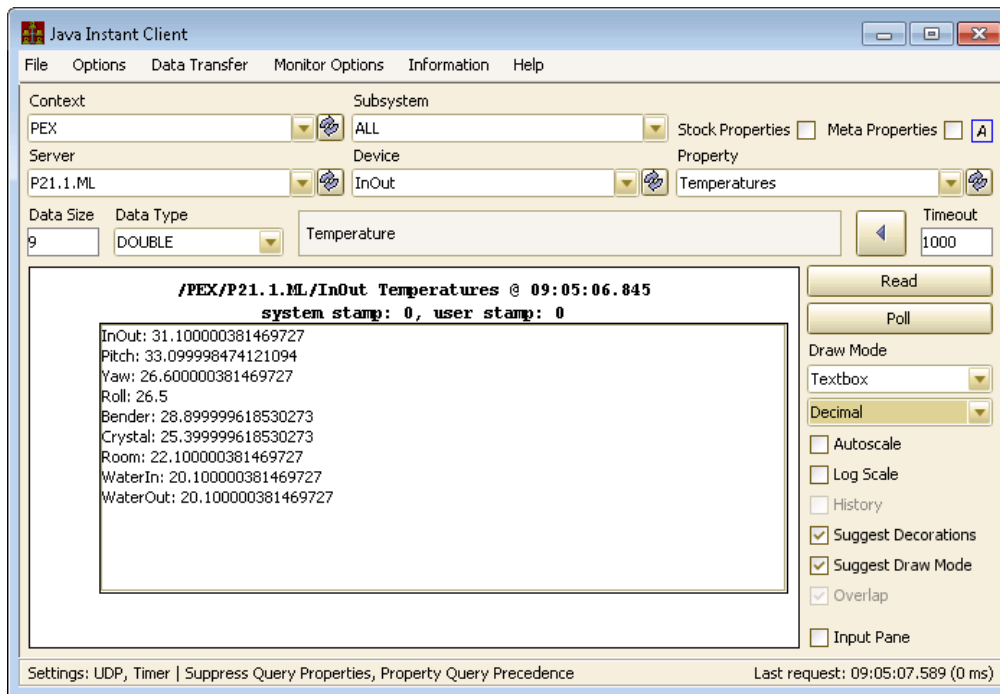 Java Instant Client
File Options Data Transfer Monitor Options Information Help
Context Subsystem
PEX ALL Stock Properties Meta Properties A
Server Device Property
P21.1.ML InOut Temperatures
Data Size Data Type Timeout
9 DOUBLE Temperature 1000
/PEX/P21.1.ML/InOut Temperatures @ 09:05:06.845
system stamp: 0, user stamp: 0
InOut: 31.100000381469727
Pitch: 33.099998474121094
Yaw: 26.600000381469727
Roll: 26.5
Bender: 28.899999618530273
Crystal: 25.399999618530273
Room: 22.100000381469727
WaterIn: 20.100000381469727
WaterOut: 20.100000381469727
Read
Poll
Draw Mode
Textbox
Decimal
Autoscale
Log Scale
History
Suggest Decorations
Suggest Draw Mode
Overlap
Input Pane
Settings: UDP, Timer | Suppress Query Properties, Property Query Precedence Last request: 09:05:07.589 (0 ms)